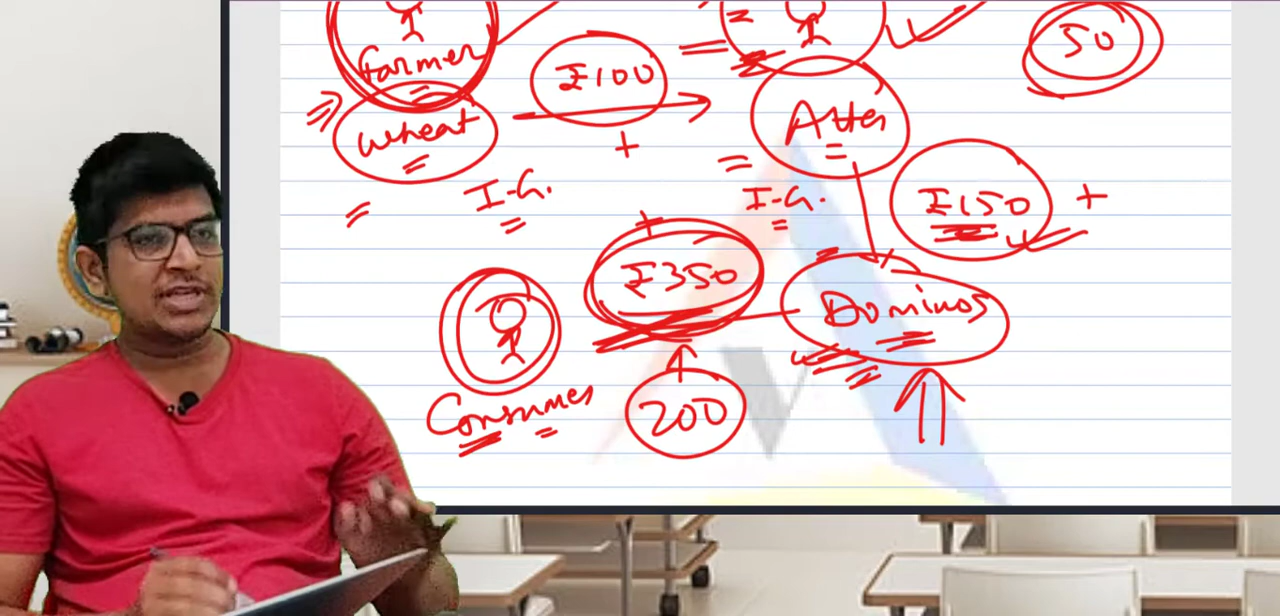 Farmer
₹100
50
wheat
Atta
+
I.G.
I.G.
₹150 +
+
₹350
Dominos
Consumer
200